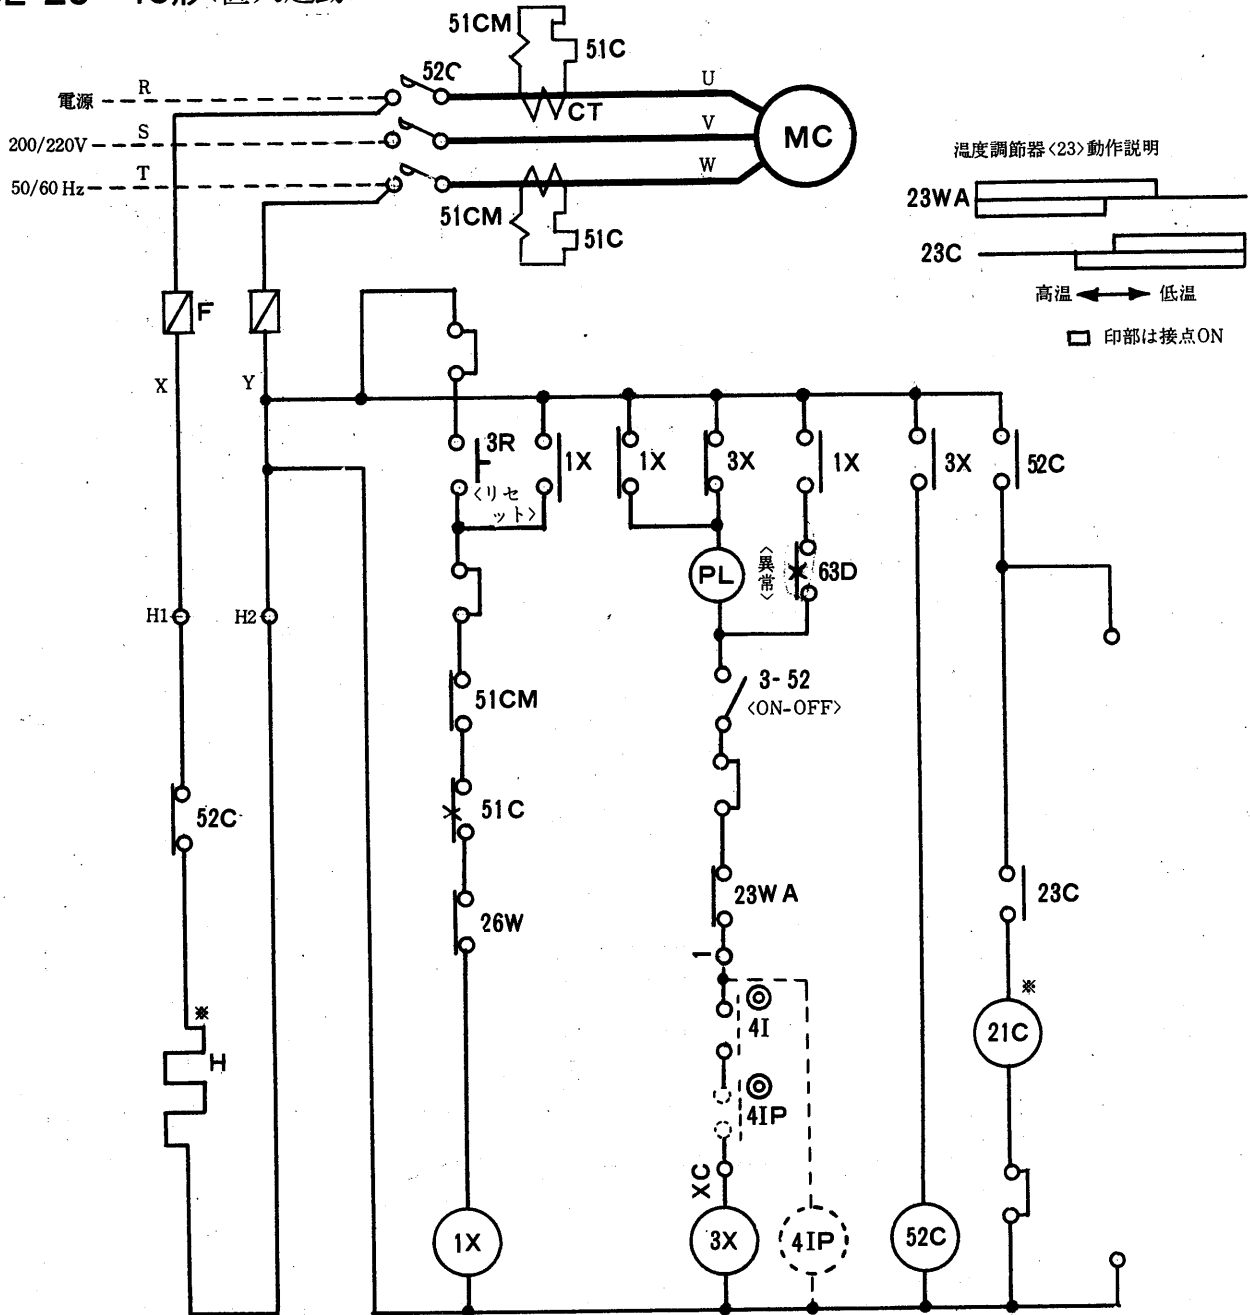 51CM
51C
52C
電源
R
U
CT
S
V
MC
200/220V
T
W
50/60 Hz
51CM
51C
温度調節器<23>動作説明
23WA
23C
高温
低温
印部は接点ON
F
X
Y
3R
<リセット>
1X
1X
3X
1X
3X
52C
PL
<異常>
63D
H1
H2
3-52
<ON-OFF>
51CM
52C
51C
26W
23WA
23C
1
※
H
4I
※
21C
4IP
XC
1X
3X
4IP
52C